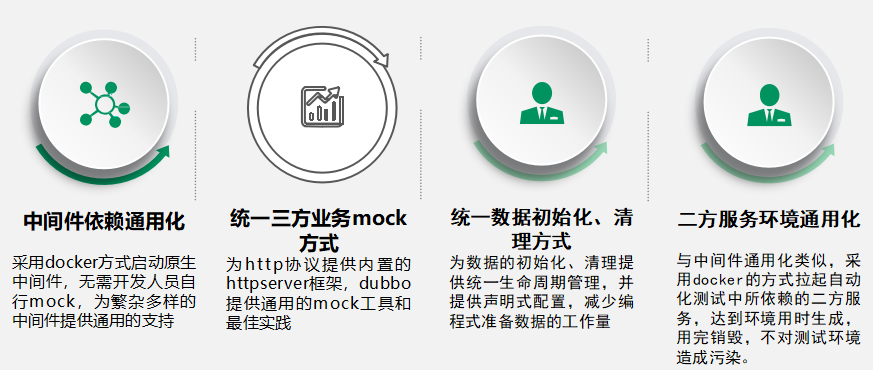 中间件依赖通用化
采用docker方式启动原生
中间件，无需开发人员自
行mock，为繁杂多样的
中间件提供通用的支持
统一三方业务mock
方式
为http协议提供内置的
httpserver框架，dubbo
提供通用的mock工具和
最佳实践
统一数据初始化、清
理方式
为数据的初始化、清理提
供统一生命周期管理，并
提供声明式配置，减少编
程式准备数据的工作量
二方服务环境通用化
与中间件通用化类似，采
用docker的方式拉起自动
化测试中所依赖的二方服
务，达到环境用时生成，
用完销毁，不对测试环境
造成污染。